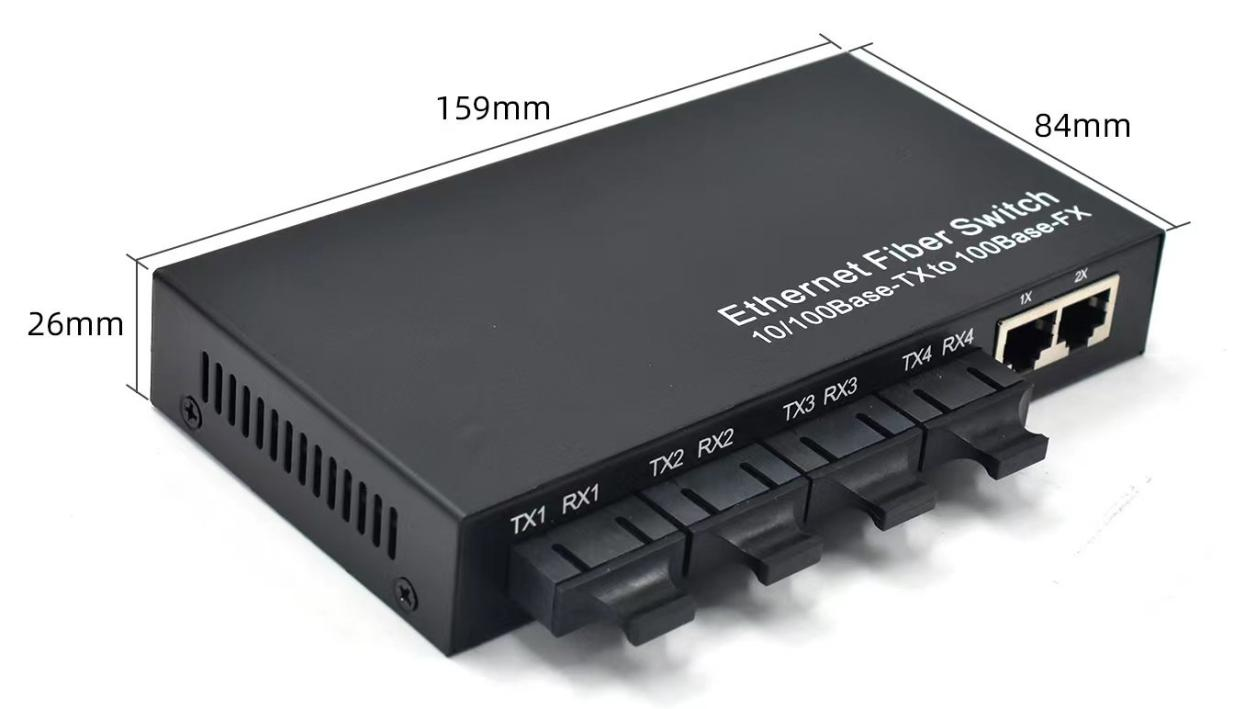 159mm
84mm
26mm
Ethernet Fiber Switch
10/100Base-TX to 100Base-FX
1X 2X
TX4 RX4
TX3 RX3
TX2 RX2
TX1 RX1